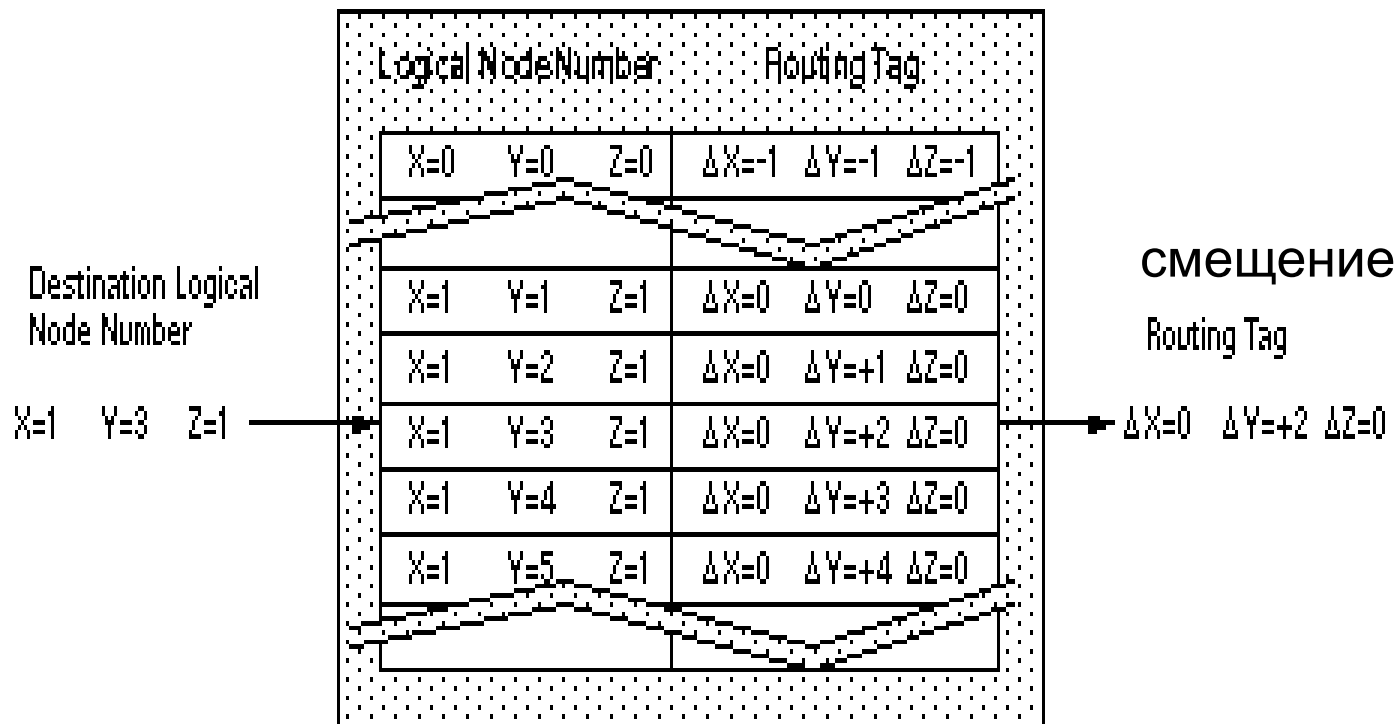 Logical Node Number Routing Tag
X=0 Y=0 Z=0 ΔX=-1 ΔY=-1 ΔZ=-1
смещение
Destination Logical
Node Number
X=1 Y=1 Z=1 ΔX=0 ΔY=0 ΔZ=0
Routing Tag
X=1 Y=2 Z=1 ΔX=0 ΔY=+1 ΔZ=0
X=1 Y=3 Z=1
X=1 Y=3 Z=1 ΔX=0 ΔY=+2 ΔZ=0
ΔX=0 ΔY=+2 ΔZ=0
X=1 Y=4 Z=1 ΔX=0 ΔY=+3 ΔZ=0
X=1 Y=5 Z=1 ΔX=0 ΔY=+4 ΔZ=0